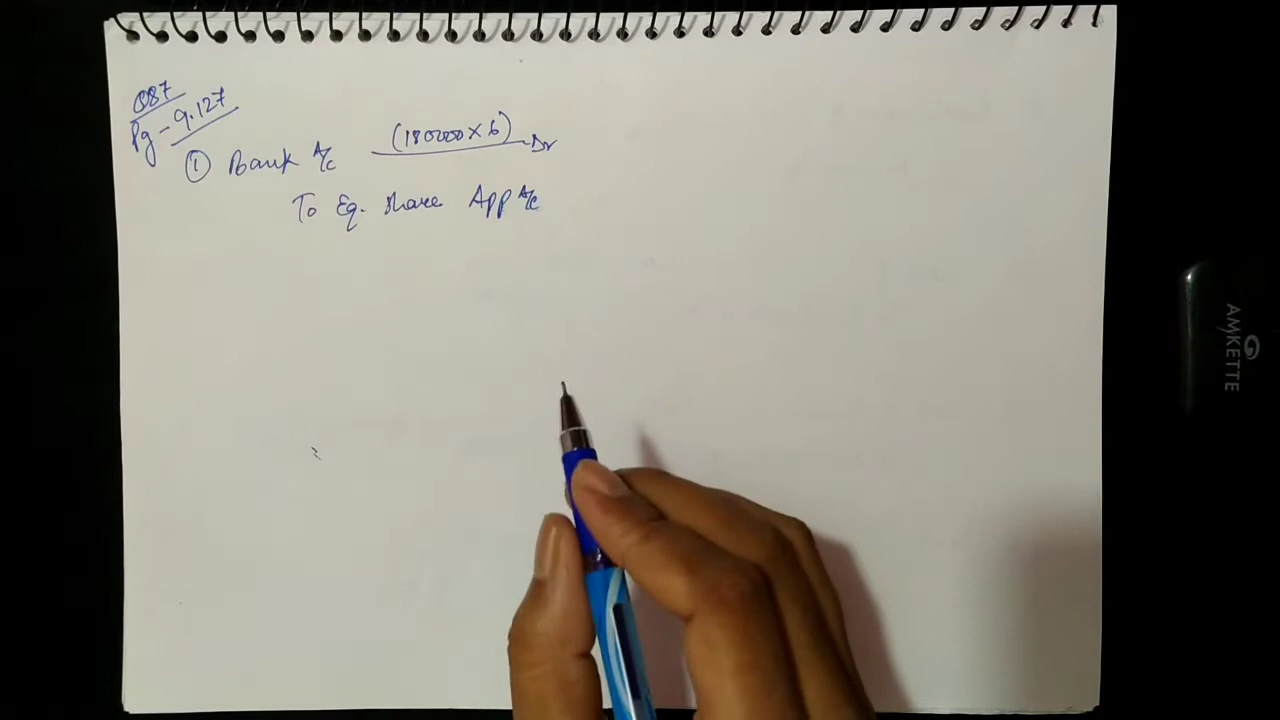 Q87
Pg - 9.127
① Bank A/c (180000 × 6) Dr
To Eq. Share App A/c
AMKETTE